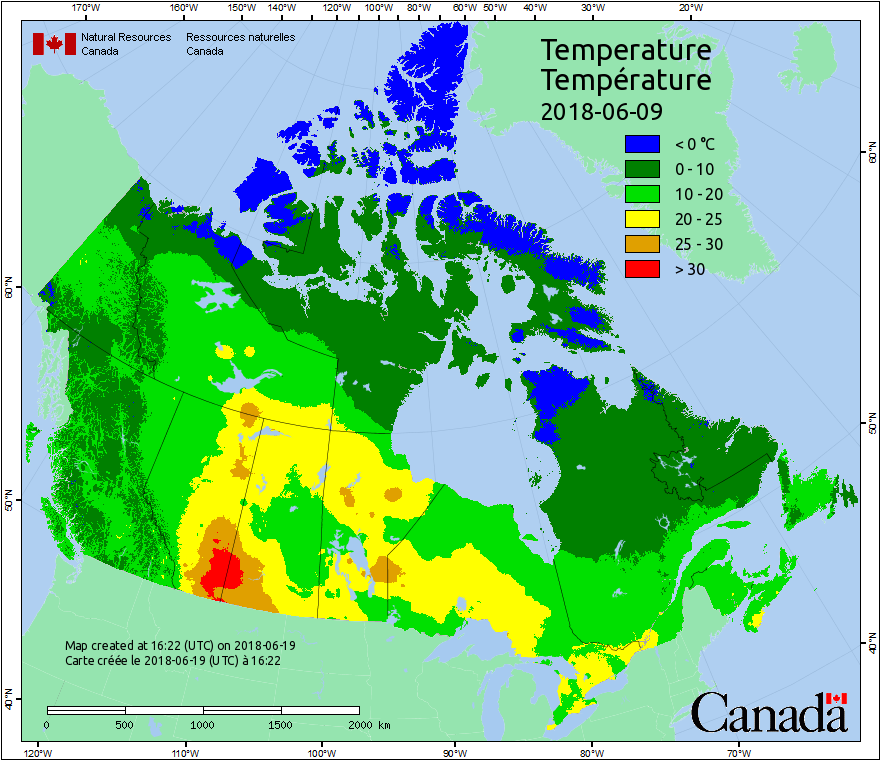 170°W 160°W 150°W 140°W 120°W 100°W 80°W 60°W 50°W 40°W 30°W 20°W
Natural Resources Ressources naturelles
Canada Canada
Temperature
Température
2018-06-09
< 0 °C
0 - 10
10 - 20
20 - 25
25 - 30
> 30
60°N
60°N
50°N
50°N
40°N
40°N
Map created at 16:22 (UTC) on 2018-06-19
Carte créée le 2018-06-19 (UTC) à 16:22
Canada
0 500 1000 1500 2000 km
120°W 110°W 100°W 90°W 80°W 70°W